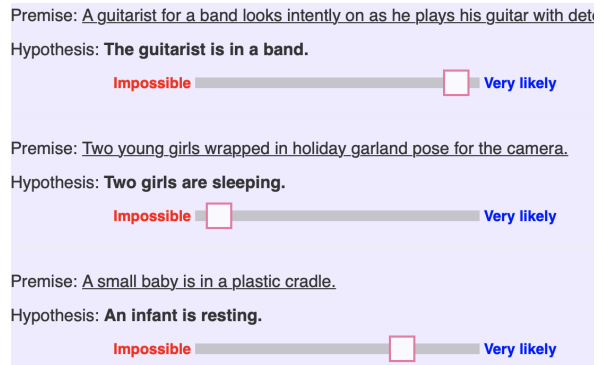 Premise: A guitarist for a band looks intently on as he plays his guitar with
Hypothesis: The guitarist is in a band.
Impossible Very likely
Premise: Two young girls wrapped in holiday garland pose for the camera.
Hypothesis: Two girls are sleeping.
Impossible Very likely
Premise: A small baby is in a plastic cradle.
Hypothesis: An infant is resting.
Impossible Very likely